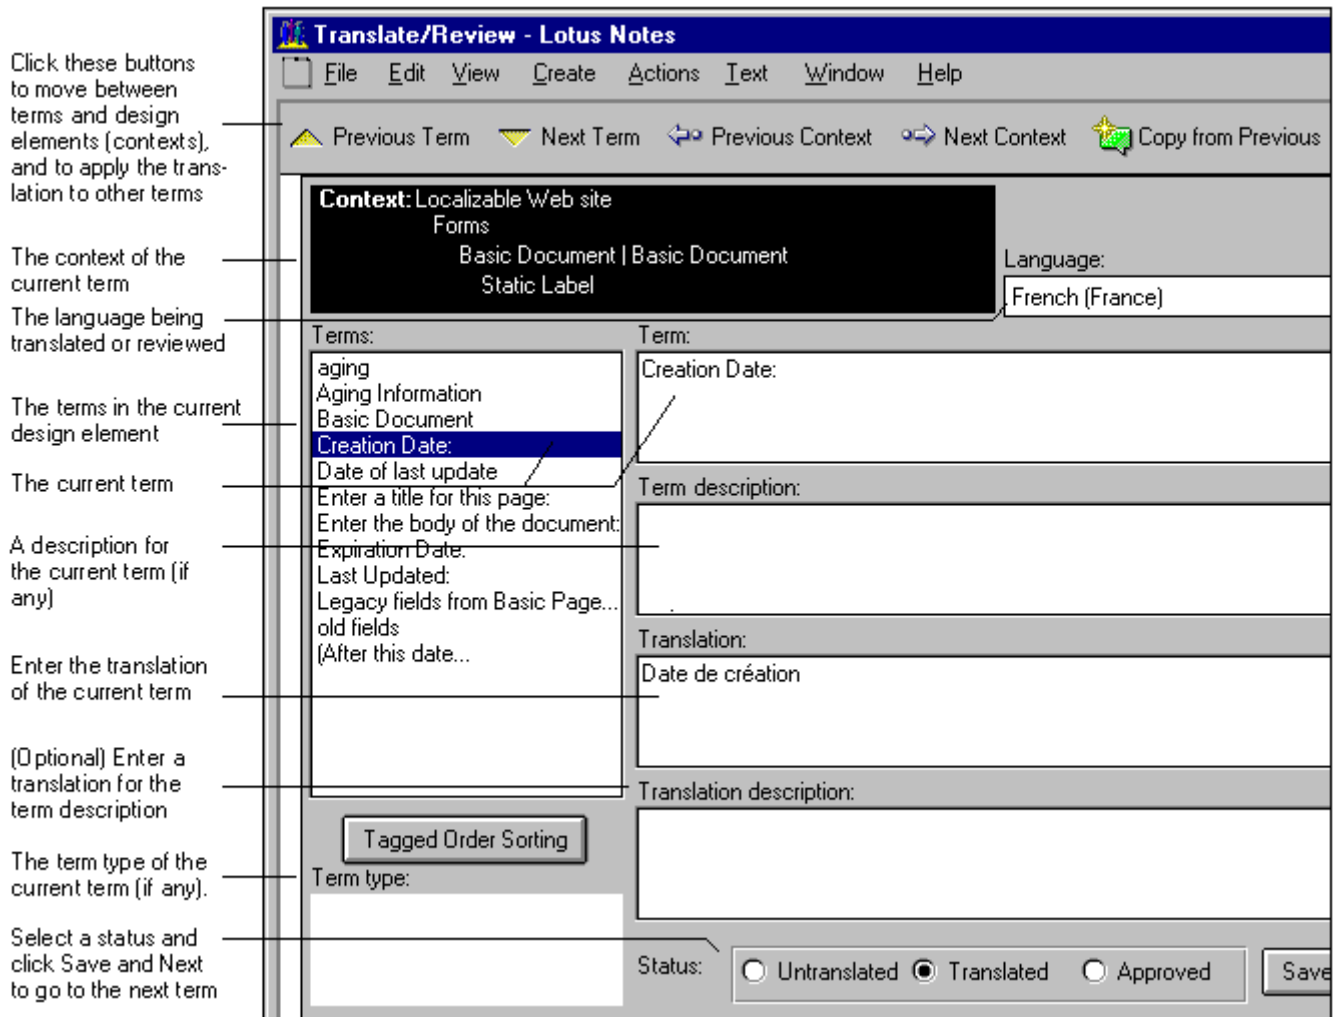 Translate/Review - Lotus Notes
File Edit View Create Actions Text Window Help
Previous Term Next Term Previous Context Next Context Copy from Previous
Click these buttons
to move between
terms and design
elements (contexts),
and to apply the trans-
lation to other terms
The context of the
current term
The language being
translated or reviewed
The terms in the current
design element
The current term
A description for
the current term (if
any)
Enter the translation
of the current term
(Optional) Enter a
translation for the
term description
The term type of the
current term (if any).
Select a status and
click Save and Next
to go to the next term
Context: Localizable Web site
Forms
Basic Document | Basic Document
Static Label
Language:
French (France)
Terms:
aging
Aging Information
Basic Document
Creation Date:
Date of last update
Enter a title for this page:
Enter the body of the document:
Expiration Date:
Last Updated:
Legacy fields from Basic Page...
old fields
(After this date...
Tagged Order Sorting
Term type:
Term:
Creation Date:
Term description:
Translation:
Date de création
Translation description:
Status: Untranslated Translated Approved Save